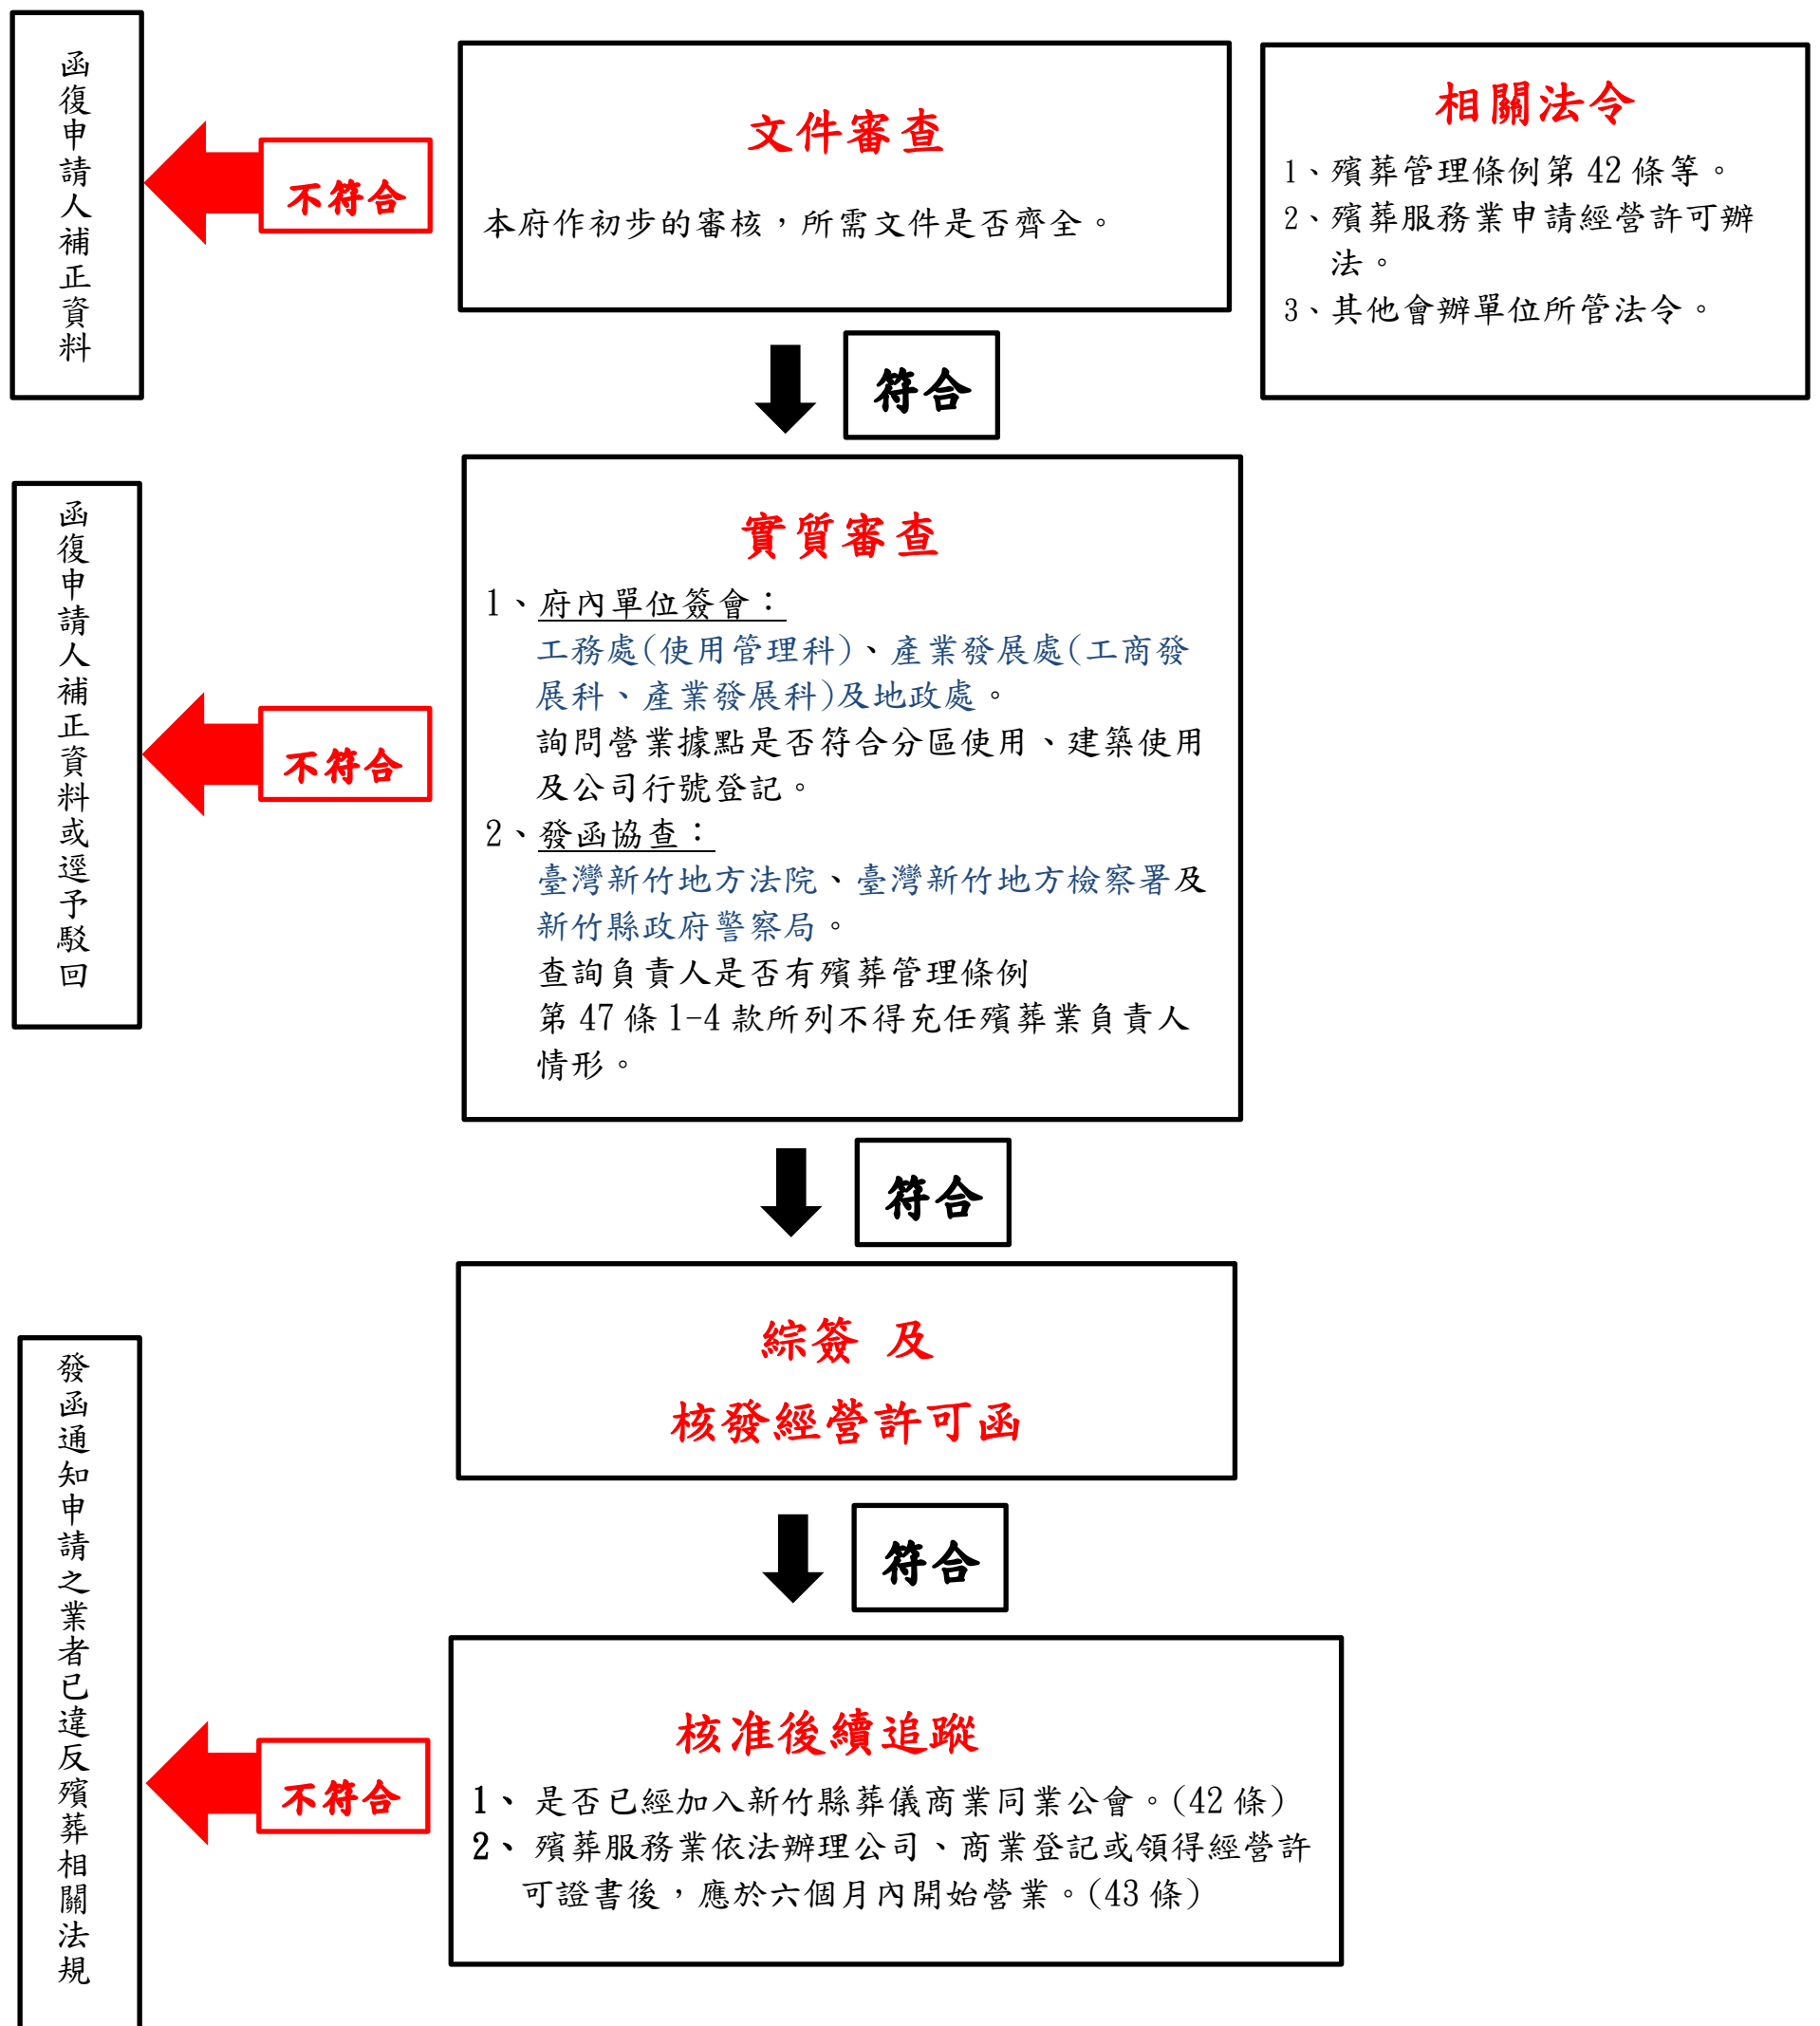 函復申請人補正資料
不符合
文件審查
本府作初步的審核，所需文件是否齊全。
相關法令
1、殯葬管理條例第 42 條等。
2、殯葬服務業申請經營許可辦
法。
3、其他會辦單位所管法令。
符合
函復申請人補正資料或逕予駁回
不符合
實質審查
1、府內單位簽會：
工務處(使用管理科)、產業發展處(工商發
展科、產業發展科)及地政處。
詢問營業據點是否符合分區使用、建築使用
及公司行號登記。
2、發函協查：
臺灣新竹地方法院、臺灣新竹地方檢察署及
新竹縣政府警察局。
查詢負責人是否有殯葬管理條例
第 47 條 1-4 款所列不得充任殯葬業負責人
情形。
符合
綜簽 及
核發經營許可函
符合
發函通知申請之業者已違反殯葬相關法規
不符合
核准後續追蹤
1、 是否已經加入新竹縣葬儀商業同業公會。(42 條)
2、 殯葬服務業依法辦理公司、商業登記或領得經營許
可證書後，應於六個月內開始營業。(43 條)